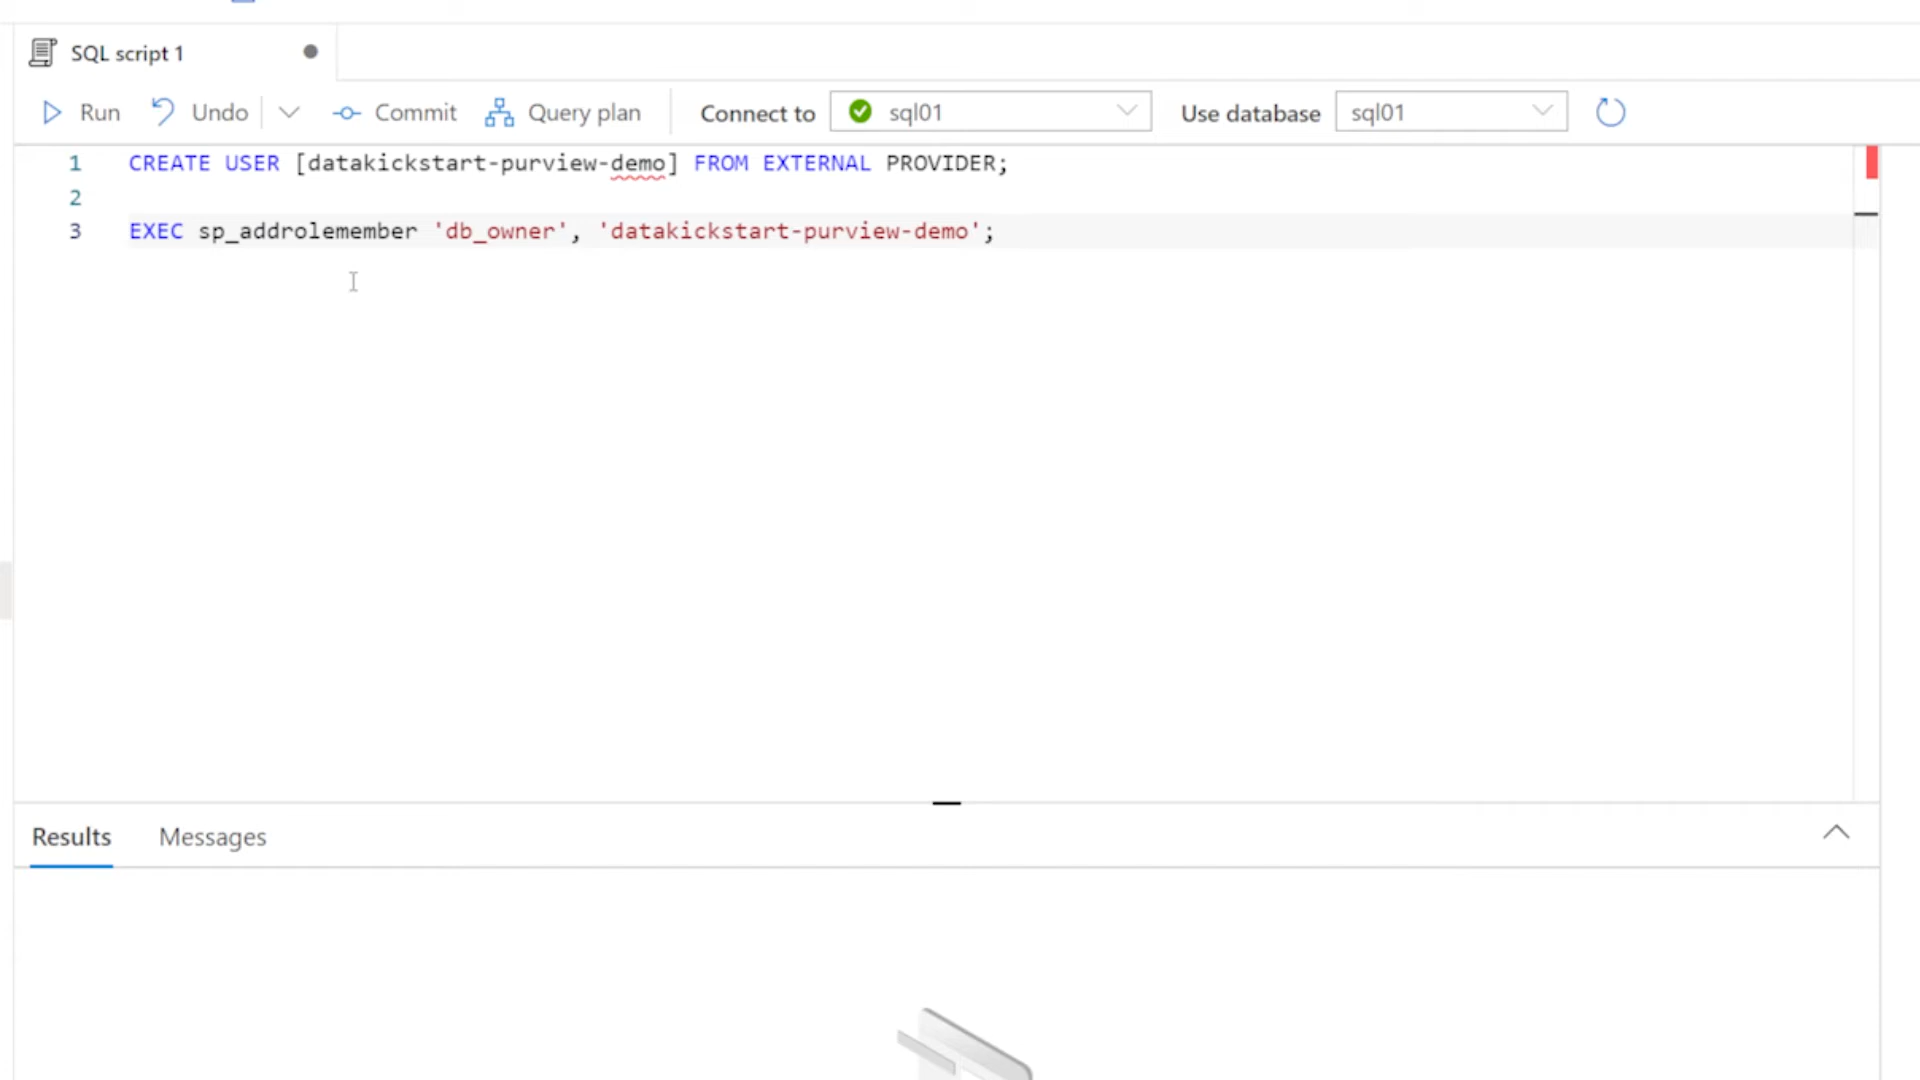 SQL script 1
Run Undo Commit Query plan Connect to sql01 Use database sql01
1 CREATE USER [datakickstart-purview-demo] FROM EXTERNAL PROVIDER;
2
3 EXEC sp_addrolemember 'db_owner', 'datakickstart-purview-demo';
Results Messages